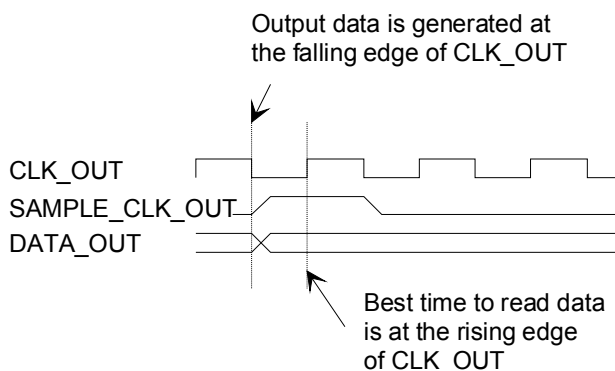 Output data is generated at
the falling edge of CLK_OUT
CLK_OUT
SAMPLE_CLK_OUT
DATA_OUT
Best time to read data
is at the rising edge
of CLK_OUT